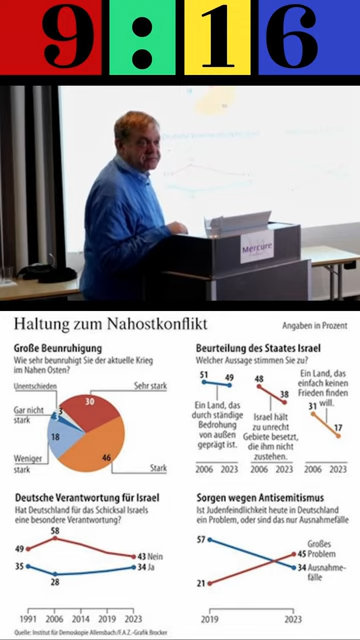 9:16
Mercure
Haltung zum Nahostkonflikt
Angaben in Prozent
Große Beunruhigung
Wie sehr beunruhigt Sie der aktuelle Krieg
im Nahen Osten?
Unentschieden
Sehr stark
3
30
Gar nicht
stark
18
Weniger
stark
46
Stark
Beurteilung des Staates Israel
Welcher Aussage stimmen Sie zu?
51
49
Ein Land, das
durch ständige
Bedrohung
von außen
geprägt ist.
48
38
Israel hält
zu unrecht
Gebiete besetzt,
die ihm nicht
zustehen.
Ein Land, das
einfach keinen
Frieden finden
will.
31
17
2006 2023
2006 2023
2006 2023
Deutsche Verantwortung für Israel
Hat Deutschland für das Schicksal Israels
eine besondere Verantwortung?
58
49
43 Nein
35
34 Ja
28
1991 2006 2014 2019 2023
Sorgen wegen Antisemitismus
Ist Judenfeindlichkeit heute in Deutschland
ein Problem, oder sind das nur Ausnahmefälle
57
Großes
45 Problem
34 Ausnahme-
fälle
21
2019
2023
Quelle: Institut für Demoskopie Allensbach/F.A.Z.-Grafik Brocker